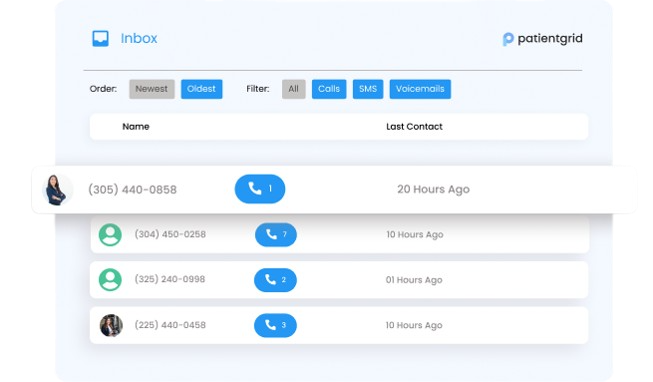 Inbox
patientgrid
Order: Newest Oldest Filter: All Calls SMS Voicemails
Name Last Contact
(305) 440-0858 1 20 Hours Ago
(304) 450-0258 7 10 Hours Ago
(325) 240-0998 2 01 Hours Ago
(225) 440-0458 3 10 Hours Ago